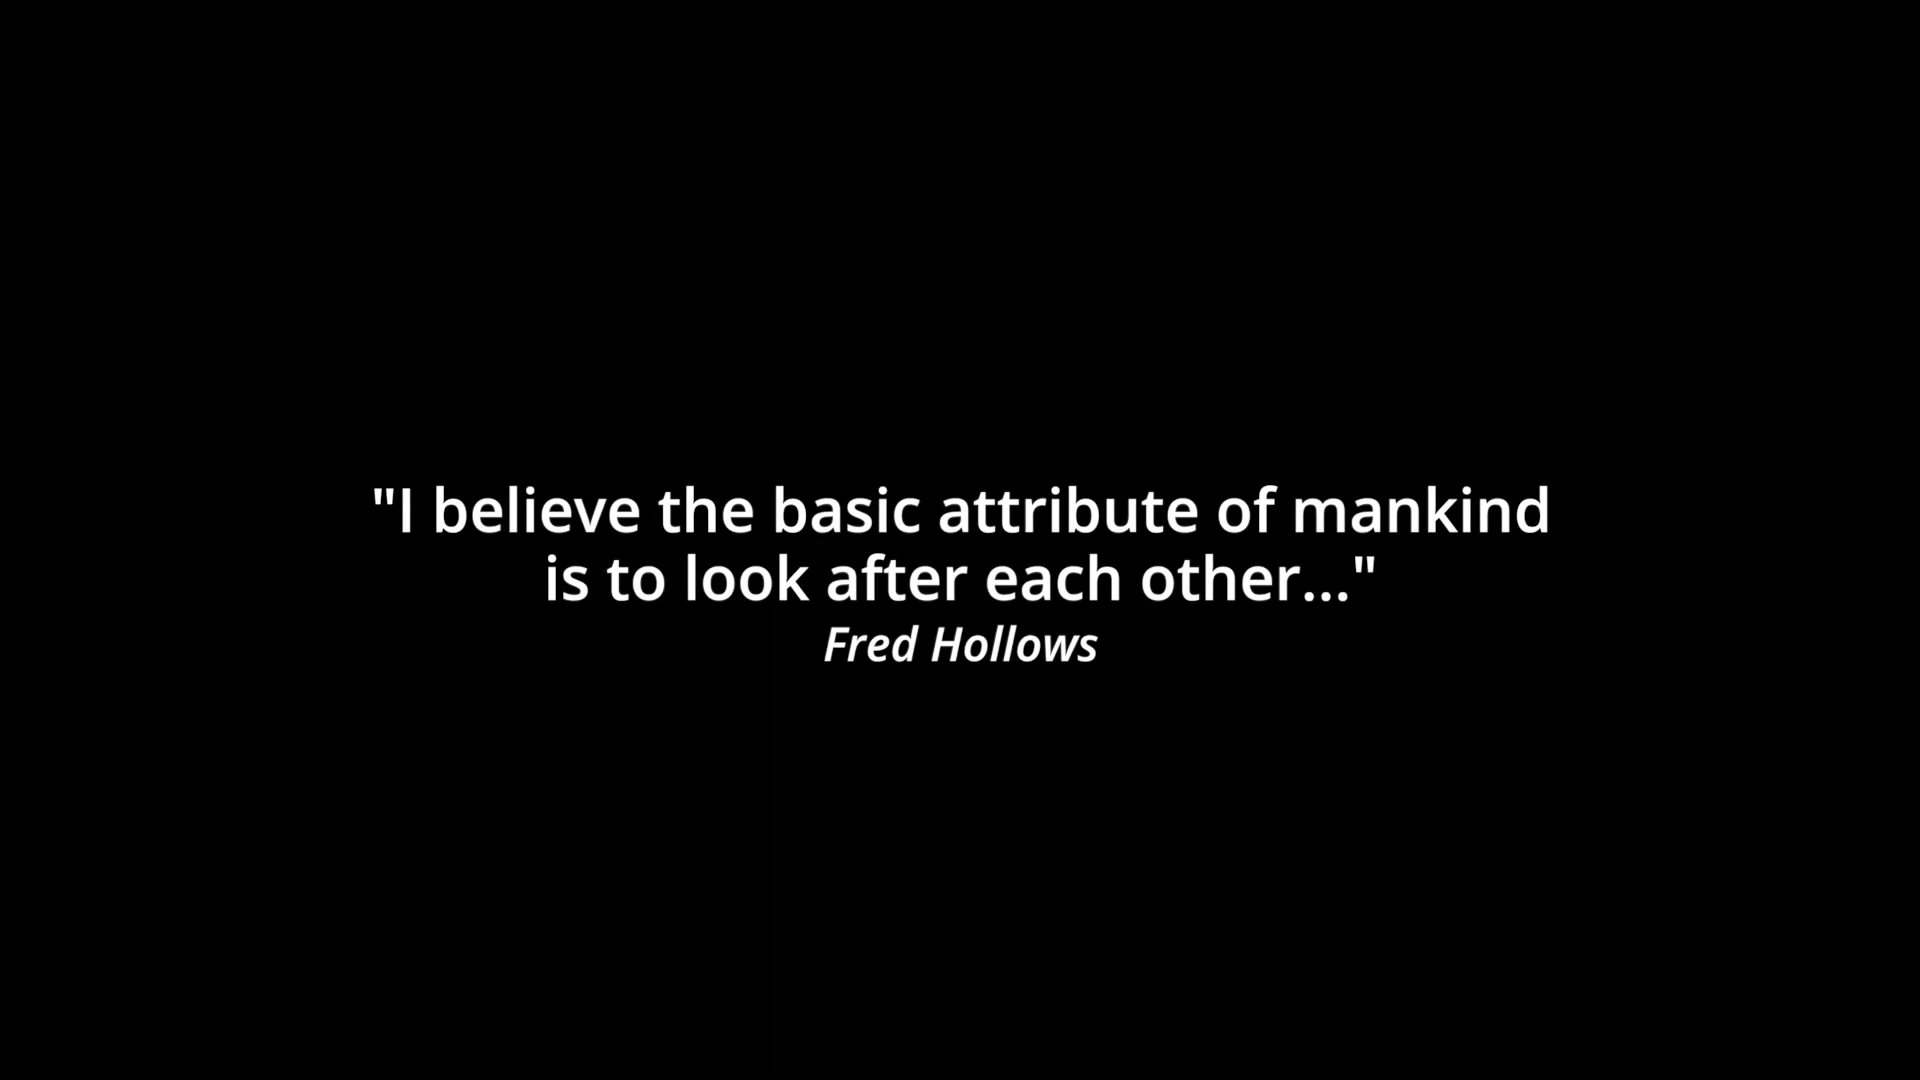 "I believe the basic attribute of mankind
is to look after each other..."
Fred Hollows